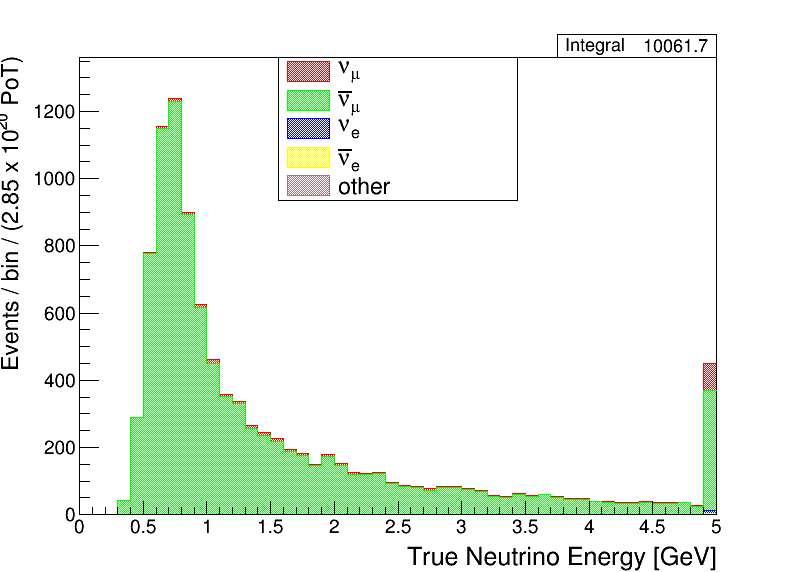 Integral 10061.7
Events / bin / (2.85 x 10²⁰ PoT)
ν_μ
ν̅_μ
ν_e
ν̅_e
other
1200
1000
800
600
400
200
0
0 0.5 1 1.5 2 2.5 3 3.5 4 4.5 5
True Neutrino Energy [GeV]